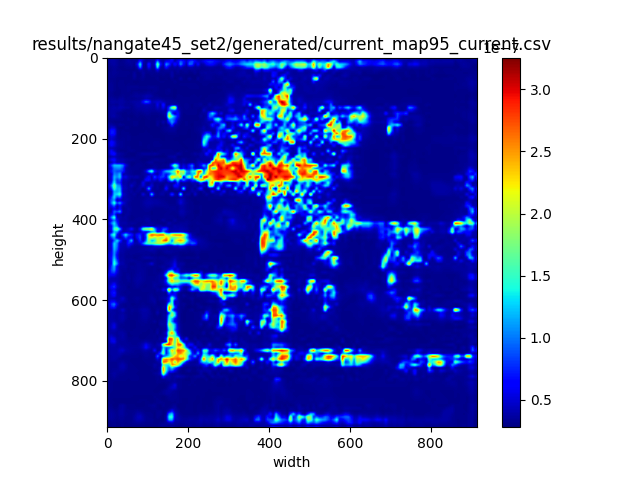 results/nangate45_set2/generated/current_map95_current.csv
1e−7
0
200
400
600
800
height
0 200 400 600 800
width
3.0
2.5
2.0
1.5
1.0
0.5